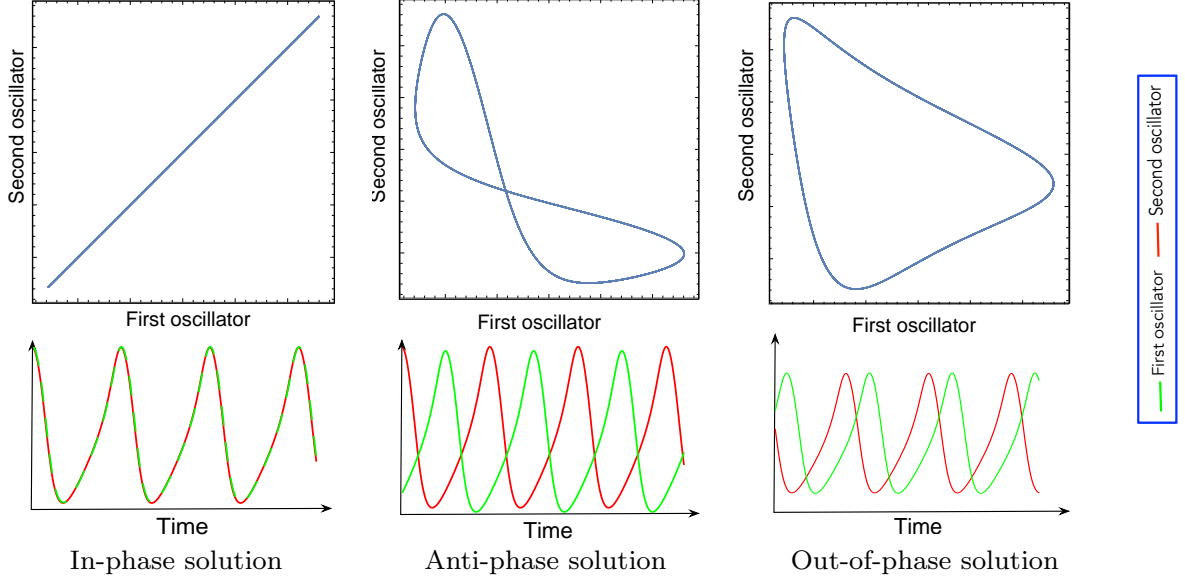 Second oscillator
First oscillator
Time
In-phase solution
Second oscillator
First oscillator
Time
Anti-phase solution
Second oscillator
First oscillator
Time
Out-of-phase solution
First oscillator Second oscillator